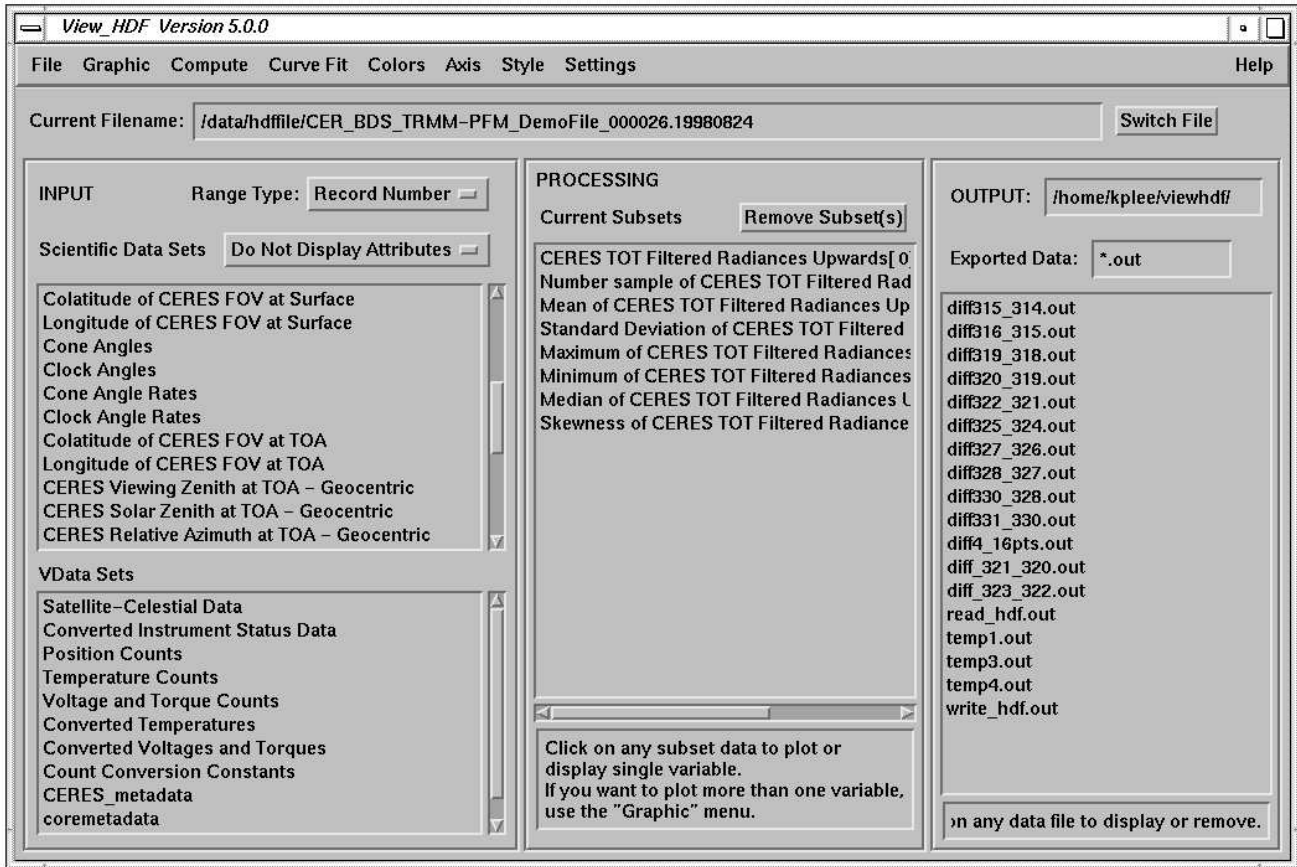 View_HDF Version 5.0.0
File Graphic Compute Curve Fit Colors Axis Style Settings Help
Current Filename: /data/hdffile/CER_BDS_TRMM-PFM_DemoFile_000026.19980824 Switch File
INPUT Range Type: Record Number
Scientific Data Sets Do Not Display Attributes
Colatitude of CERES FOV at Surface
Longitude of CERES FOV at Surface
Cone Angles
Clock Angles
Cone Angle Rates
Clock Angle Rates
Colatitude of CERES FOV at TOA
Longitude of CERES FOV at TOA
CERES Viewing Zenith at TOA - Geocentric
CERES Solar Zenith at TOA - Geocentric
CERES Relative Azimuth at TOA - Geocentric
VData Sets
Satellite-Celestial Data
Converted Instrument Status Data
Position Counts
Temperature Counts
Voltage and Torque Counts
Converted Temperatures
Converted Voltages and Torques
Count Conversion Constants
CERES_metadata
coremetadata
PROCESSING
Current Subsets Remove Subset(s)
CERES TOT Filtered Radiances Upwards[ 0]
Number sample of CERES TOT Filtered Rad
Mean of CERES TOT Filtered Radiances Up
Standard Deviation of CERES TOT Filtered
Maximum of CERES TOT Filtered Radiances
Minimum of CERES TOT Filtered Radiances
Median of CERES TOT Filtered Radiances
Skewness of CERES TOT Filtered Radiance
Click on any subset data to plot or
display single variable.
If you want to plot more than one variable,
use the "Graphic" menu.
OUTPUT: /home/kplee/viewhdf/
Exported Data: *.out
diff315_314.out
diff316_315.out
diff319_318.out
diff320_319.out
diff322_321.out
diff325_324.out
diff327_326.out
diff328_327.out
diff330_328.out
diff331_330.out
diff4_16pts.out
diff_321_320.out
diff_323_322.out
read_hdf.out
temp1.out
temp3.out
temp4.out
write_hdf.out
on any data file to display or remove.